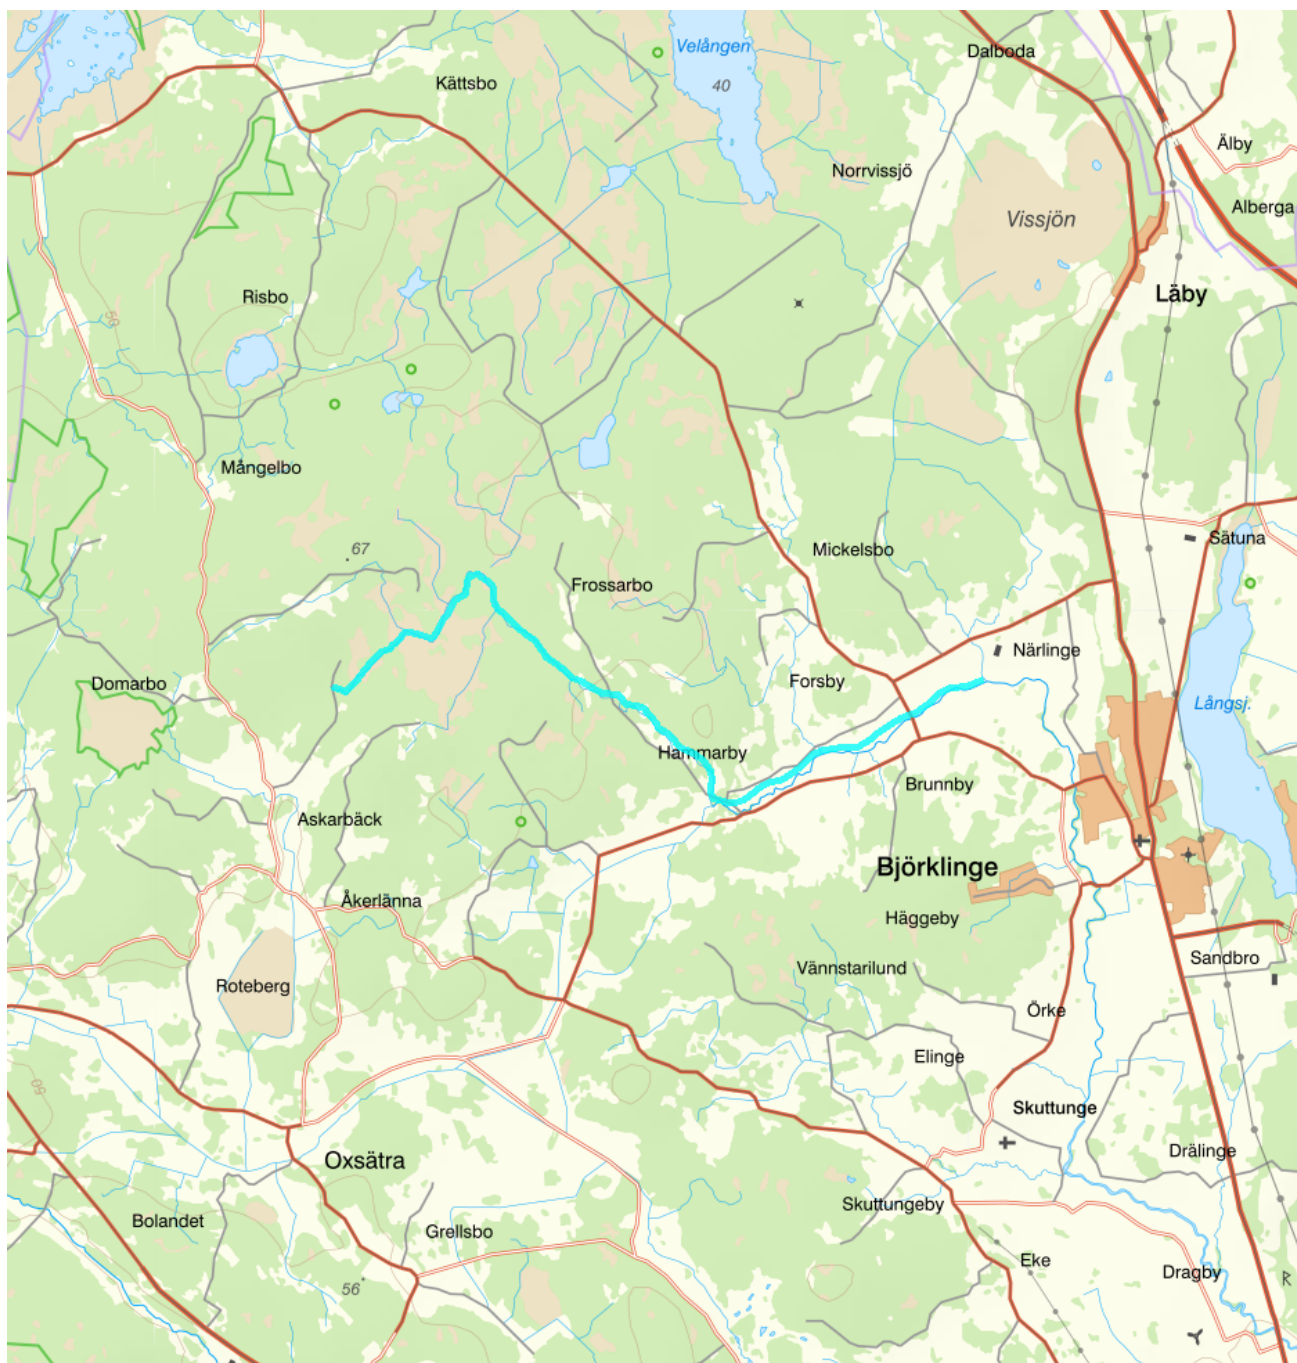 Velången
Dalboda
Kättsbo
40
Älby
Norrvissjö
Alberga
Vissjön
Läby
Risbo
50
Mångelbo
Sätuna
67
Mickelsbo
Frossarbo
Närlinge
Domarbo
Forsby
Långsj.
Hammarby
Brunnby
Askarbäck
Björklinge
Åkerlänna
Häggeby
Sandbro
Vännstarilund
Roteberg
Örke
Elinge
50
Skuttunge
Drälinge
Oxsätra
Skuttungeby
Bolandet
Grellsbo
Eke
Dragby
56
R